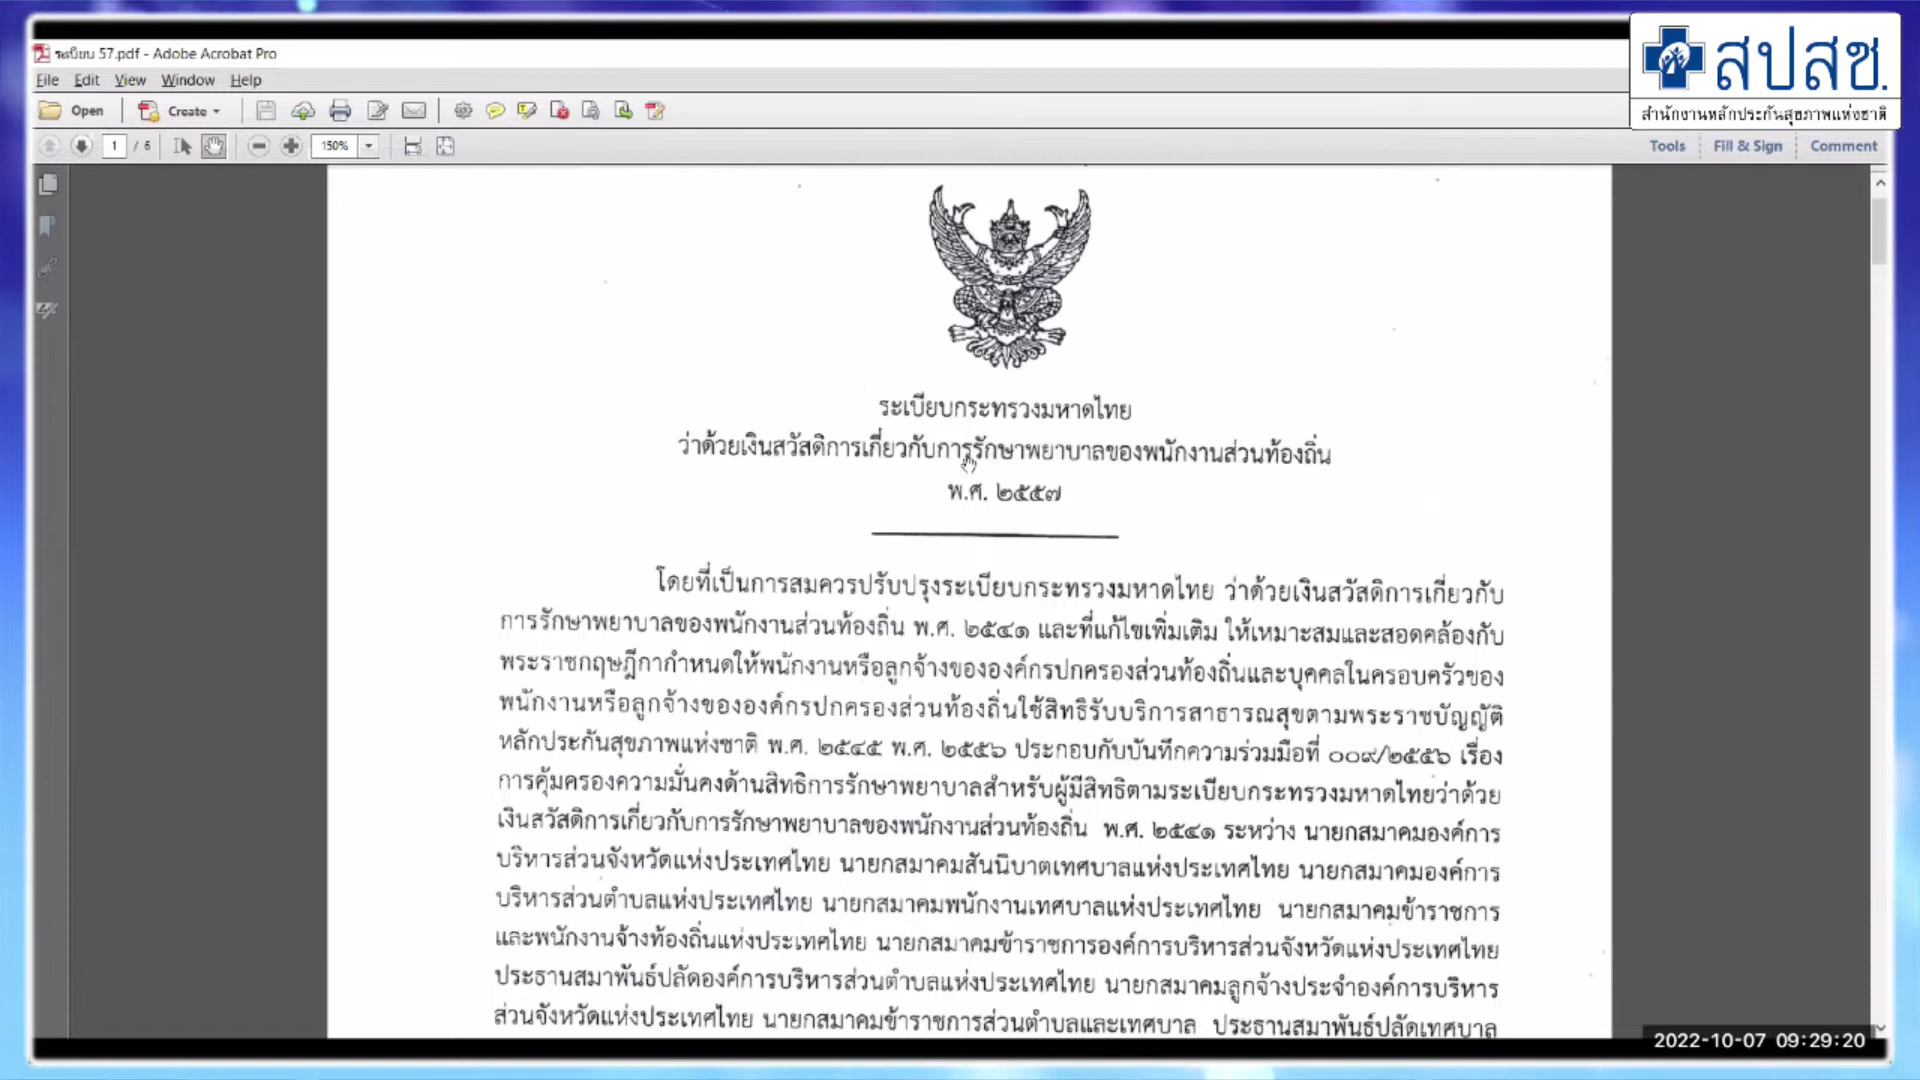 ระเบียบ 57.pdf - Adobe Acrobat Pro
สปสช.
สำนักงานหลักประกันสุขภาพแห่งชาติ
File Edit View Window Help
Open Create
1 / 6 150% Tools Fill & Sign Comment
ระเบียบกระทรวงมหาดไทย
ว่าด้วยเงินสวัสดิการเกี่ยวกับการรักษาพยาบาลของพนักงานส่วนท้องถิ่น
พ.ศ. ๒๕๕๗
โดยที่เป็นการสมควรปรับปรุงระเบียบกระทรวงมหาดไทย ว่าด้วยเงินสวัสดิการเกี่ยวกับ
การรักษาพยาบาลของพนักงานส่วนท้องถิ่น พ.ศ. ๒๕๔๑ และที่แก้ไขเพิ่มเติม ให้เหมาะสมและสอดคล้องกับ
พระราชกฤษฎีกากำหนดให้พนักงานหรือลูกจ้างขององค์กรปกครองส่วนท้องถิ่นและบุคคลในครอบครัวของ
พนักงานหรือลูกจ้างขององค์กรปกครองส่วนท้องถิ่นใช้สิทธิรับบริการสาธารณสุขตามพระราชบัญญัติ
หลักประกันสุขภาพแห่งชาติ พ.ศ. ๒๕๔๕ พ.ศ. ๒๕๕๖ ประกอบกับบันทึกความร่วมมือที่ ๐๐๙/๒๕๕๖ เรื่อง
การคุ้มครองความมั่นคงด้านสิทธิการรักษาพยาบาลสำหรับผู้มีสิทธิตามระเบียบกระทรวงมหาดไทยว่าด้วย
เงินสวัสดิการเกี่ยวกับการรักษาพยาบาลของพนักงานส่วนท้องถิ่น พ.ศ. ๒๕๔๑ ระหว่าง นายกสมาคมองค์การ
บริหารส่วนจังหวัดแห่งประเทศไทย นายกสมาคมสันนิบาตเทศบาลแห่งประเทศไทย นายกสมาคมองค์การ
บริหารส่วนตำบลแห่งประเทศไทย นายกสมาคมพนักงานเทศบาลแห่งประเทศไทย นายกสมาคมข้าราชการ
และพนักงานจ้างท้องถิ่นแห่งประเทศไทย นายกสมาคมข้าราชการองค์การบริหารส่วนจังหวัดแห่งประเทศไทย
ประธานสมาพันธ์ปลัดองค์การบริหารส่วนตำบลแห่งประเทศไทย นายกสมาคมลูกจ้างประจำองค์การบริหาร
ส่วนจังหวัดแห่งประเทศไทย นายกสมาคมข้าราชการส่วนตำบลและเทศบาล ประธานสมาพันธ์ปลัดเทศบาล
2022-10-07 09:29:20